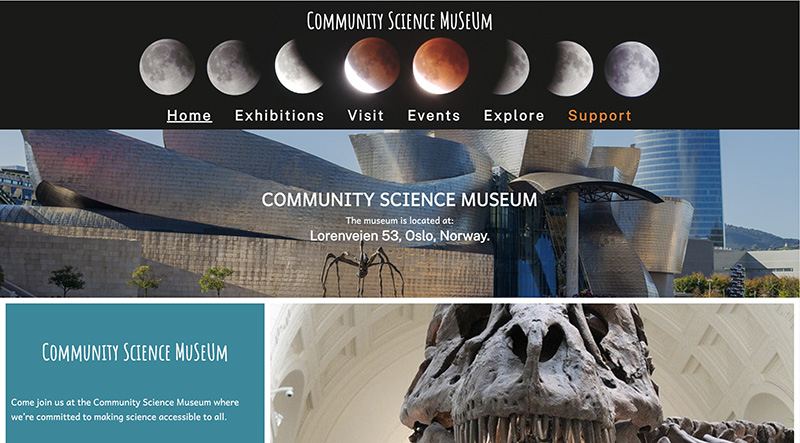 Community Science MuSeUm
Home Exhibitions Visit Events Explore Support
COMMUNITY SCIENCE MUSEUM
The museum is located at:
Lorenveien 53, Oslo, Norway.
Community Science MuSeUm
Come join us at the Community Science Museum where
we're committed to making science accessible to all.